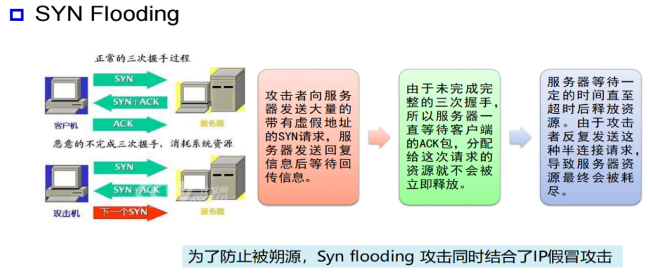 SYN Flooding
正常的三次握手过程
SYN
SYN+ACK
ACK
客户机
服务器
恶意的不完成三次握手，消耗系统资源
SYN
SYN+ACK
下一个SYN
攻击机
服务器
攻击者向服务
器发送大量的
带有虚假地址
的SYN请求，服
务器发送回复
信息后等待回
传信息。
由于未完成完
整的三次握手，
所以服务器一
直等待客户端
的ACK包，分配
给这次请求的
资源就不会被
立即释放。
服务器等待一
定的时间直至
超时后释放资
源。由于攻击
者反复发送这
种半连接请求，
导致服务器资
源最终会被耗
尽。
为了防止被朔源，Syn flooding 攻击同时结合了IP假冒攻击